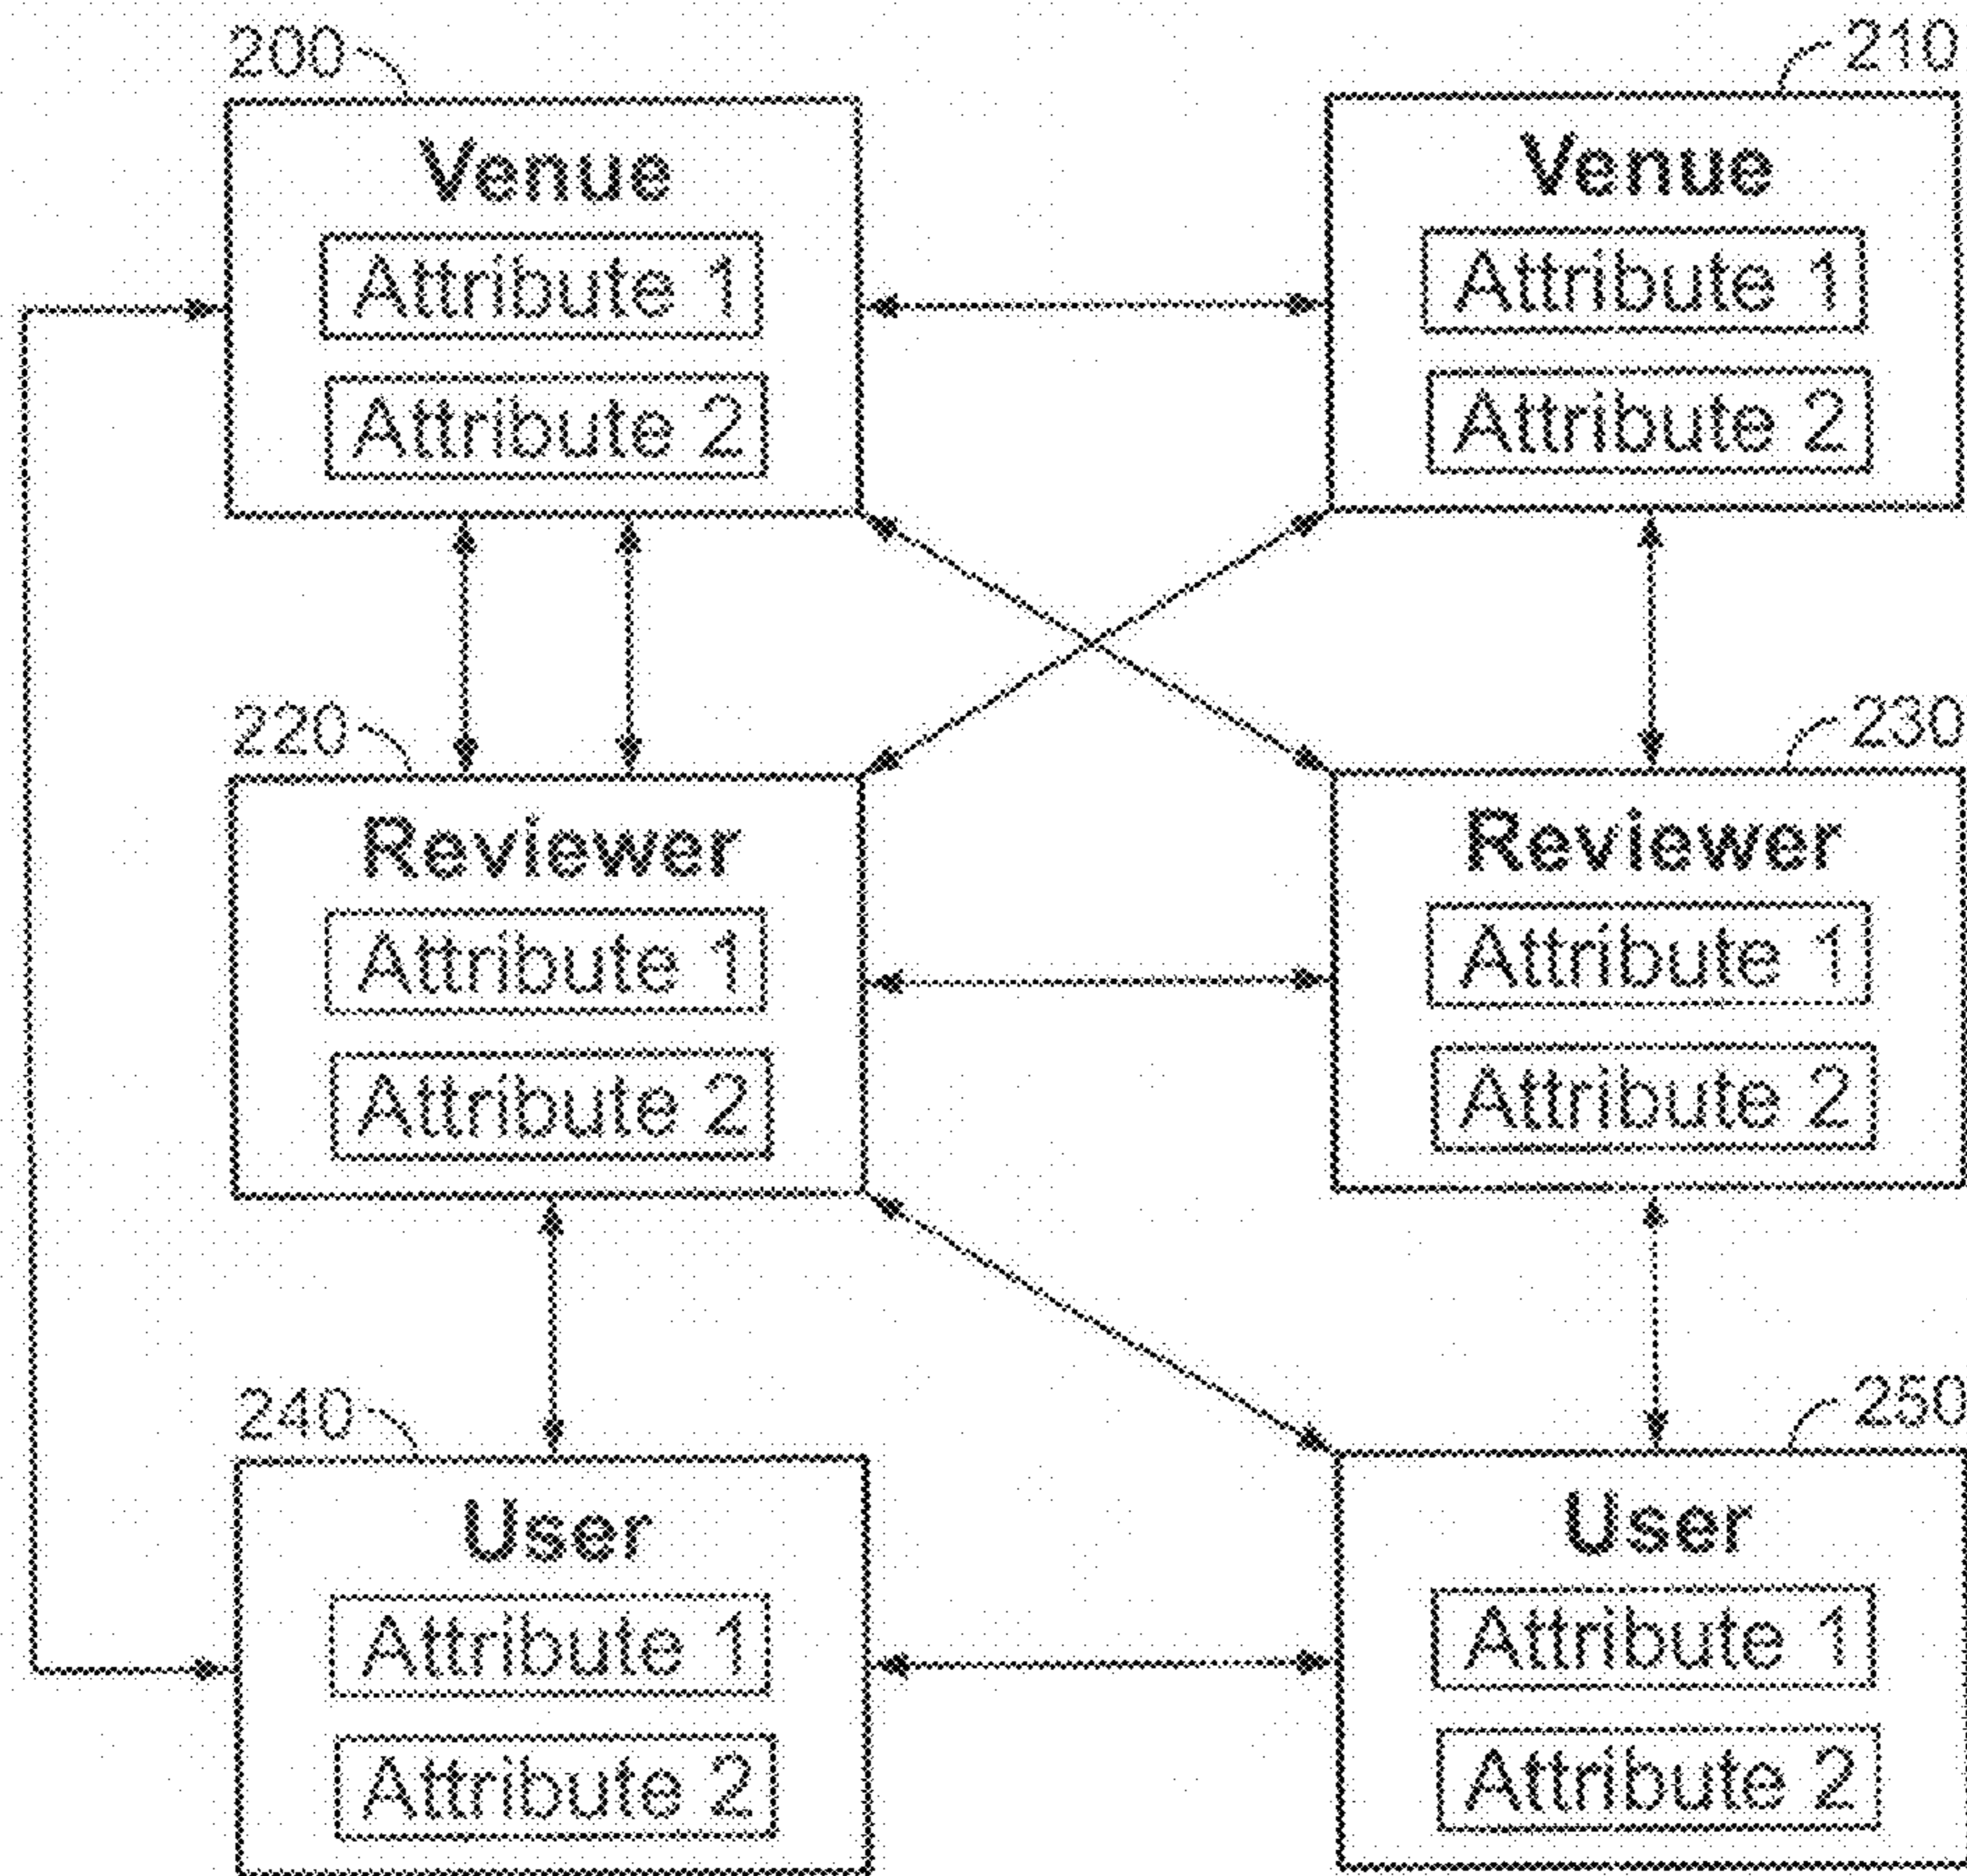 200
210
Venue
Venue
Attribute 1
Attribute 1
Attribute 2
Attribute 2
220
230
Reviewer
Reviewer
Attribute 1
Attribute 1
Attribute 2
Attribute 2
240
250
User
User
Attribute 1
Attribute 1
Attribute 2
Attribute 2